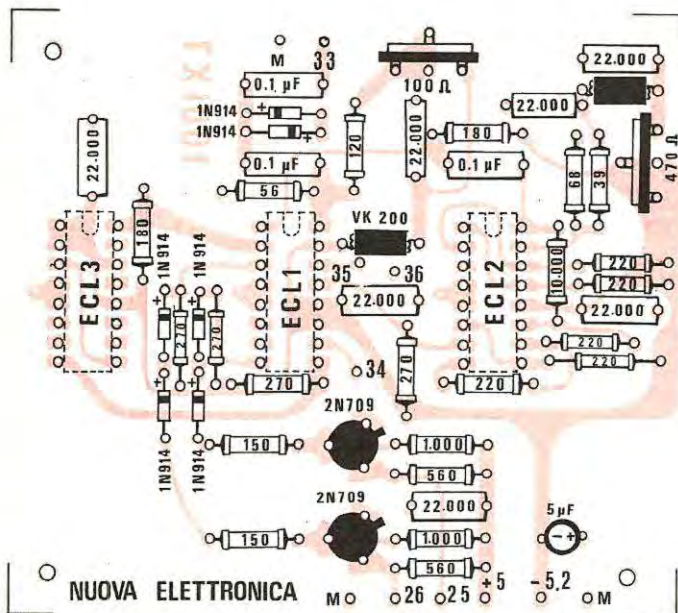 M 33
22.000
0.1 µF
100 Ω
22.000
1N914
1N914
120
22.000
180
22.000
0.1 µF
0.1 µF
470 Ω
56
68
39
180
1N914
1N914
VK 200
ECL3
ECL1
ECL2
35
36
10.000
220
220
22.000
22.000
270
270
270
220
220
34
270
220
2N709
1N914
1N914
150
1.000
560
2N709
22.000
5µF
- +
150
1.000
560
NUOVA ELETTRONICA
M 26 25 +5 -5,2 M